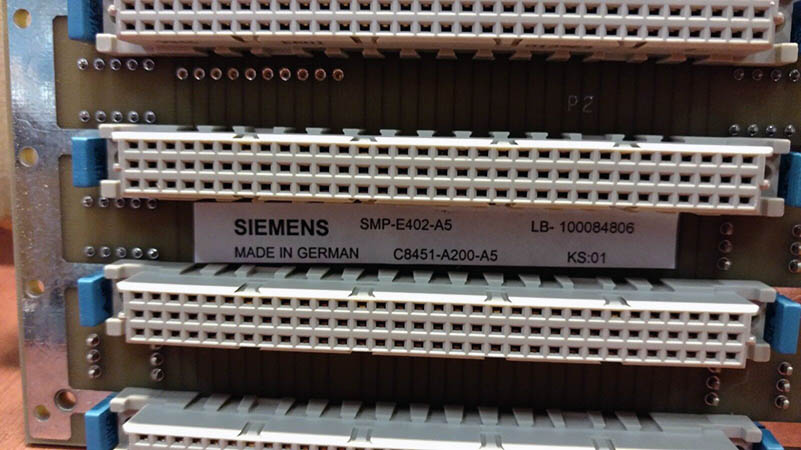 P2
SIEMENS SMP-E402-A5 LB- 100084806
MADE IN GERMAN C8451-A200-A5 KS:01